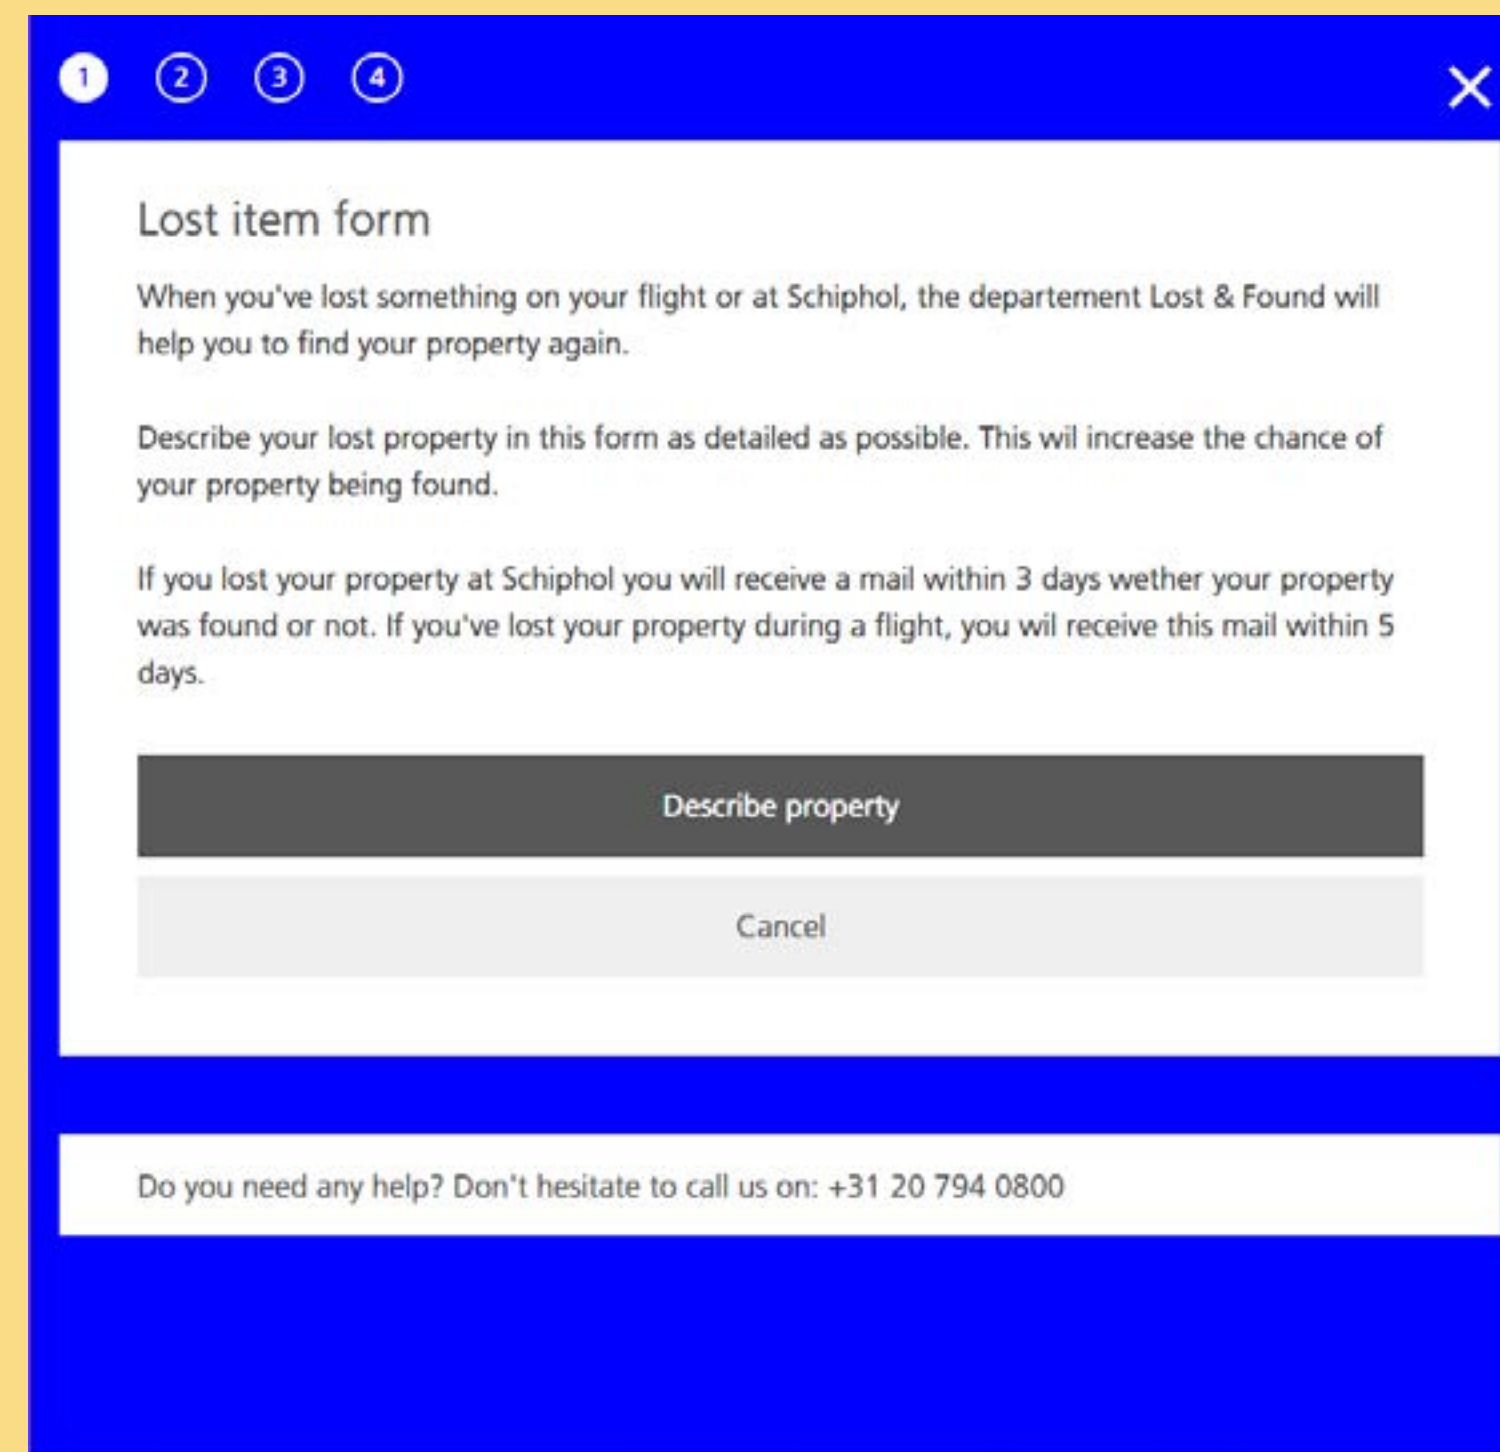 1 2 3 4
Lost item form
When you've lost something on your flight or at Schiphol, the departement Lost & Found will
help you to find your property again.
Describe your lost property in this form as detailed as possible. This wil increase the chance of
your property being found.
If you lost your property at Schiphol you will receive a mail within 3 days wether your property
was found or not. If you've lost your property during a flight, you wil receive this mail within 5
days.
Describe property
Cancel
Do you need any help? Don't hesitate to call us on: +31 20 794 0800